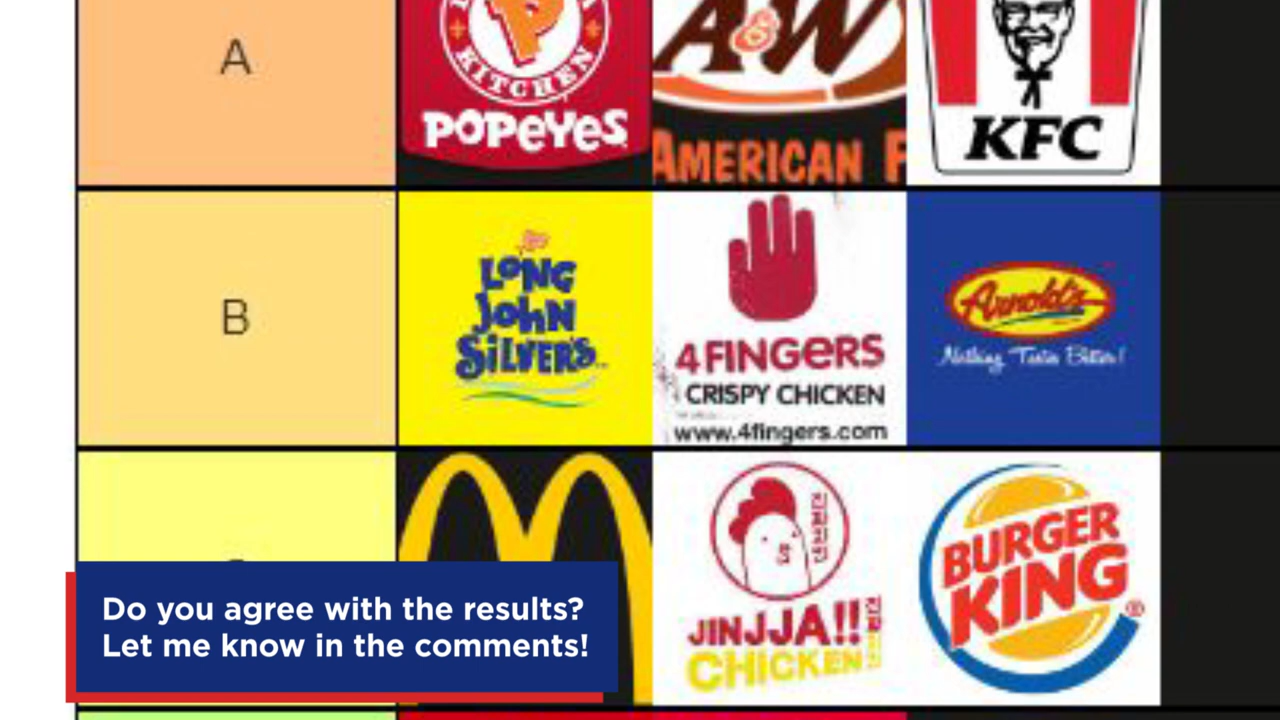 A
P
KITCHEN
POPEYES
A&W
AMERICAN F
KFC
B
LONG
JOHN
SILVER'S
4FINGERS
CRISPY CHICKEN
www.4fingers.com
Arnold's
Nothing Tastes Better!
JINJJA!!
CHICKEN
BURGER
KING®
Do you agree with the results?
Let me know in the comments!